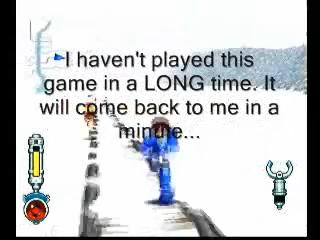 I haven't played this
game in a LONG time. It
will come back to me in a
minute...